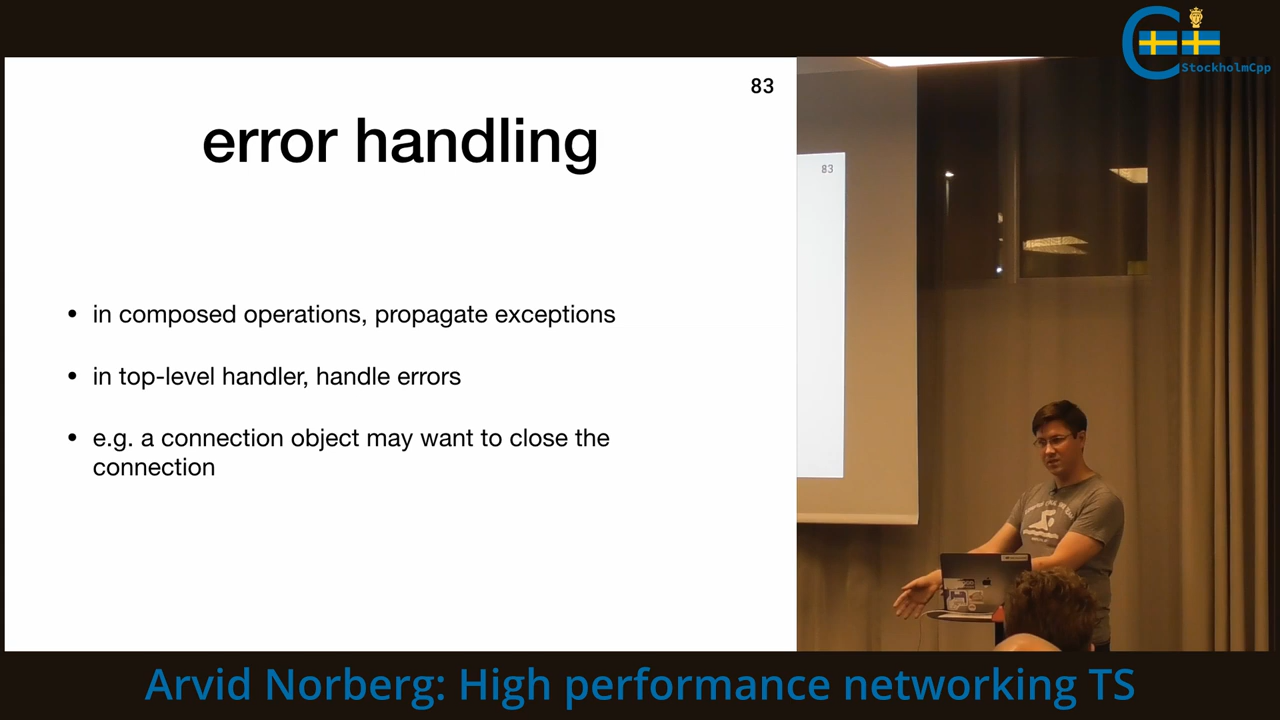 StockholmCpp
83
error handling
• in composed operations, propagate exceptions
• in top-level handler, handle errors
• e.g. a connection object may want to close the
connection
83
Arvid Norberg: High performance networking TS